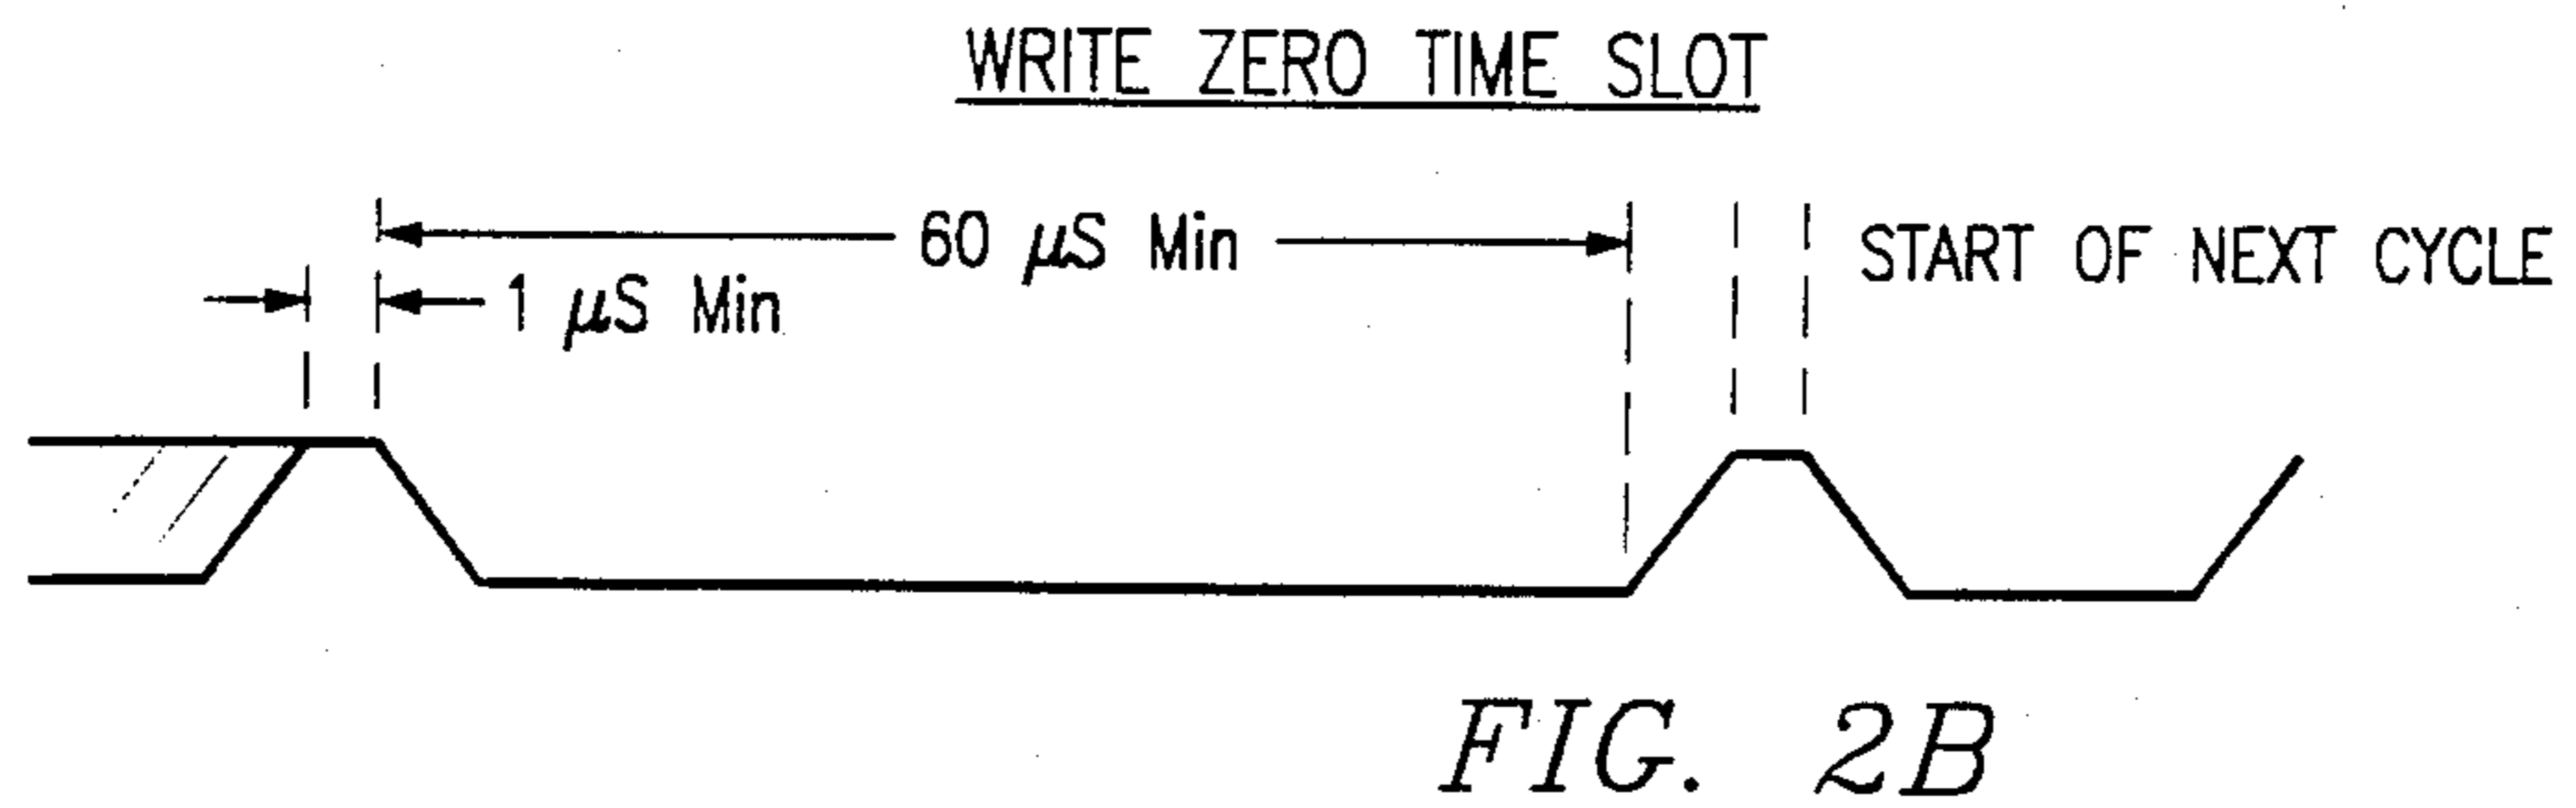 WRITE ZERO TIME SLOT
60 μS Min
START OF NEXT CYCLE
1 μS Min
FIG. 2B